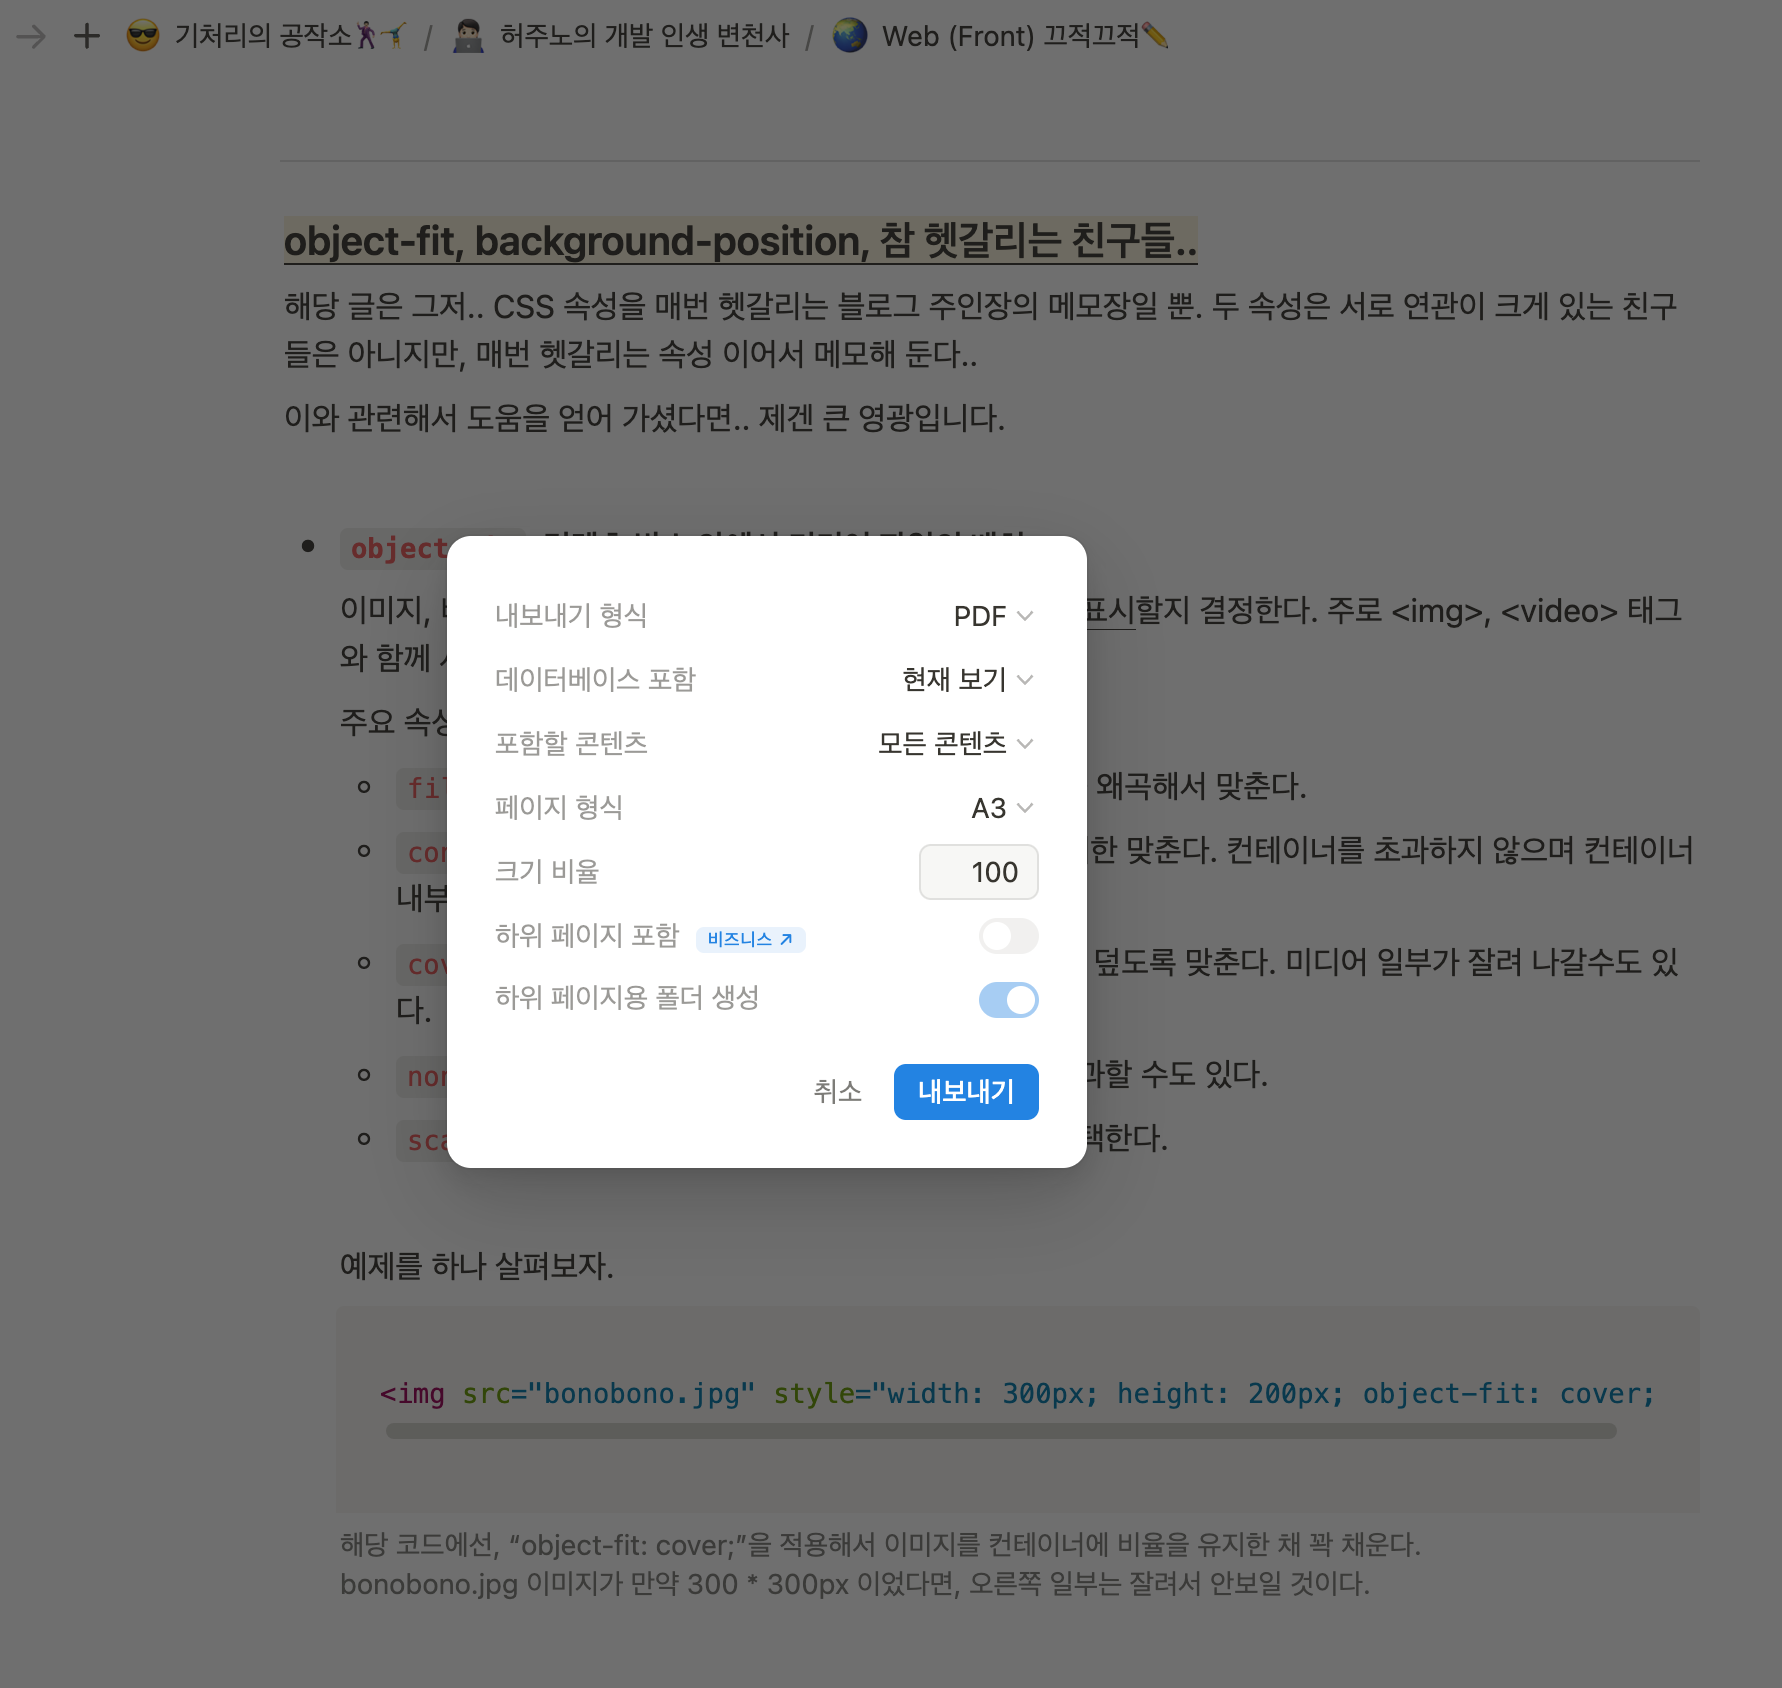 기처리의 공작소 / 허주노의 개발 인생 변천사 / Web (Front) 끄적끄적
object-fit, background-position, 참 헷갈리는 친구들..
해당 글은 그저.. CSS 속성을 매번 헷갈리는 블로그 주인장의 메모장일 뿐. 두 속성은 서로 연관이 크게 있는 친구
들은 아니지만, 매번 헷갈리는 속성 이어서 메모해 둔다..
이와 관련해서 도움을 얻어 가셨다면.. 제겐 큰 영광입니다.
object
이미지, 표시할지 결정한다. 주로 <img>, <video> 태그
와 함께
주요 속성
왜곡해서 맞춘다.
한 맞춘다. 컨테이너를 초과하지 않으며 컨테이너
내부
덮도록 맞춘다. 미디어 일부가 잘려 나갈수도 있
다.
과할 수도 있다.
택한다.
내보내기 형식 PDF
데이터베이스 포함 현재 보기
포함할 콘텐츠 모든 콘텐츠
페이지 형식 A3
크기 비율 100
하위 페이지 포함 비즈니스 ↗
하위 페이지용 폴더 생성
취소 내보내기
예제를 하나 살펴보자.
<img src="bonobono.jpg" style="width: 300px; height: 200px; object-fit: cover;
해당 코드에선, “object-fit: cover;”을 적용해서 이미지를 컨테이너에 비율을 유지한 채 꽉 채운다.
bonobono.jpg 이미지가 만약 300 * 300px 이었다면, 오른쪽 일부는 잘려서 안보일 것이다.